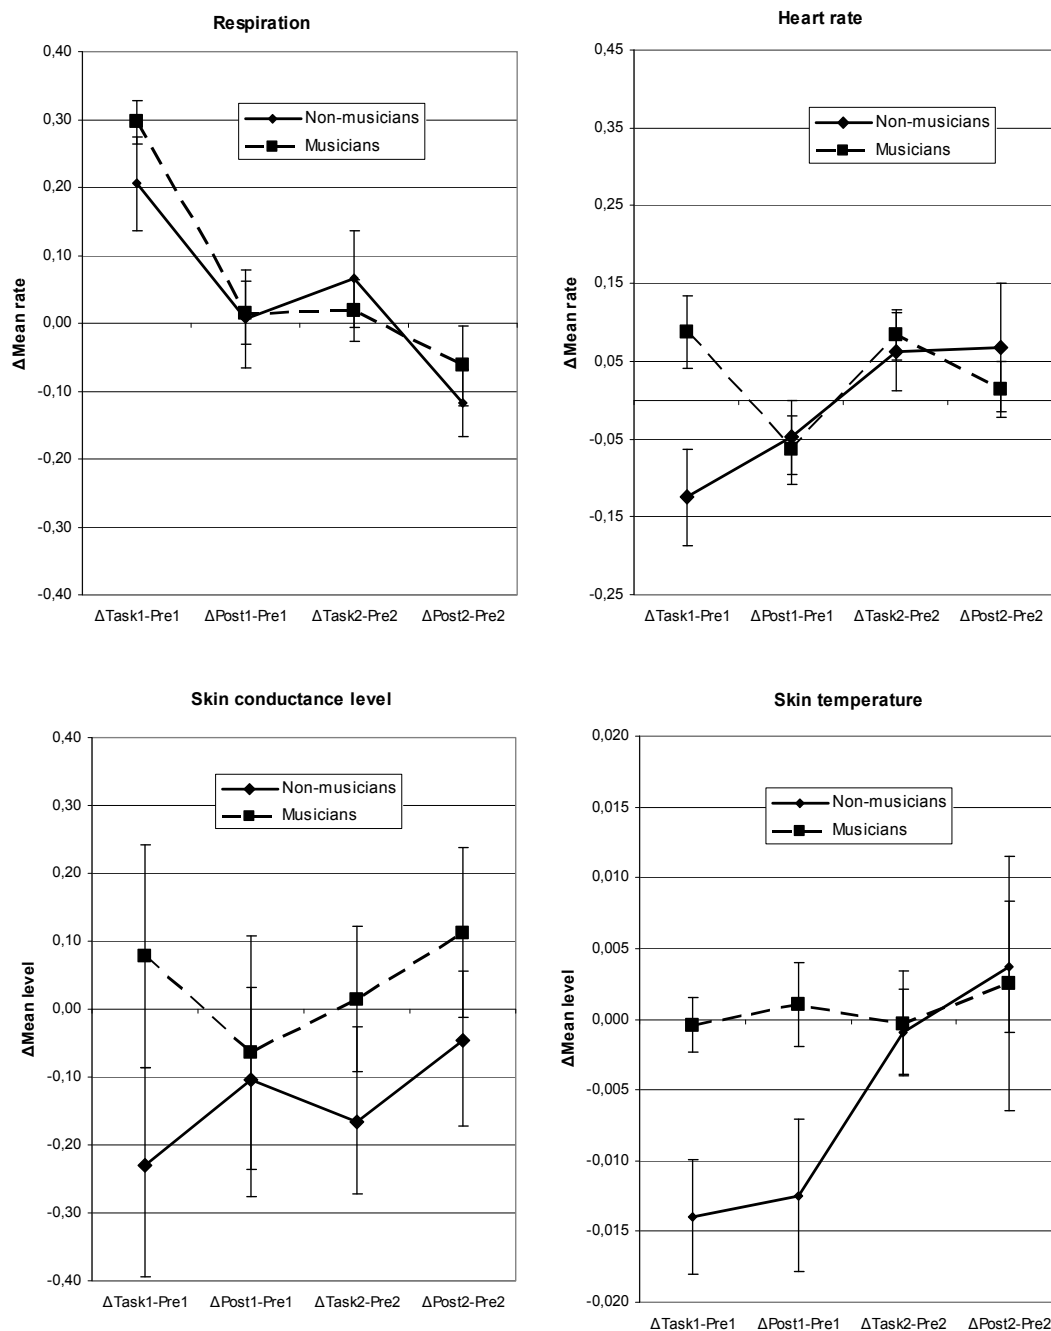 Respiration
0,40
0,30
0,20
0,10
0,00
-0,10
-0,20
-0,30
-0,40
ΔMean rate
Non-musicians
Musicians
ΔTask1-Pre1 ΔPost1-Pre1 ΔTask2-Pre2 ΔPost2-Pre2
Heart rate
0,45
0,35
0,25
0,15
0,05
-0,05
-0,15
-0,25
ΔMean rate
Non-musicians
Musicians
ΔTask1-Pre1 ΔPost1-Pre1 ΔTask2-Pre2 ΔPost2-Pre2
Skin conductance level
0,40
0,30
0,20
0,10
0,00
-0,10
-0,20
-0,30
-0,40
ΔMean level
Non-musicians
Musicians
ΔTask1-Pre1 ΔPost1-Pre1 ΔTask2-Pre2 ΔPost2-Pre2
Skin temperature
0,020
0,015
0,010
0,005
0,000
-0,005
-0,010
-0,015
-0,020
ΔMean level
Non-musicians
Musicians
ΔTask1-Pre1 ΔPost1-Pre1 ΔTask2-Pre2 ΔPost2-Pre2